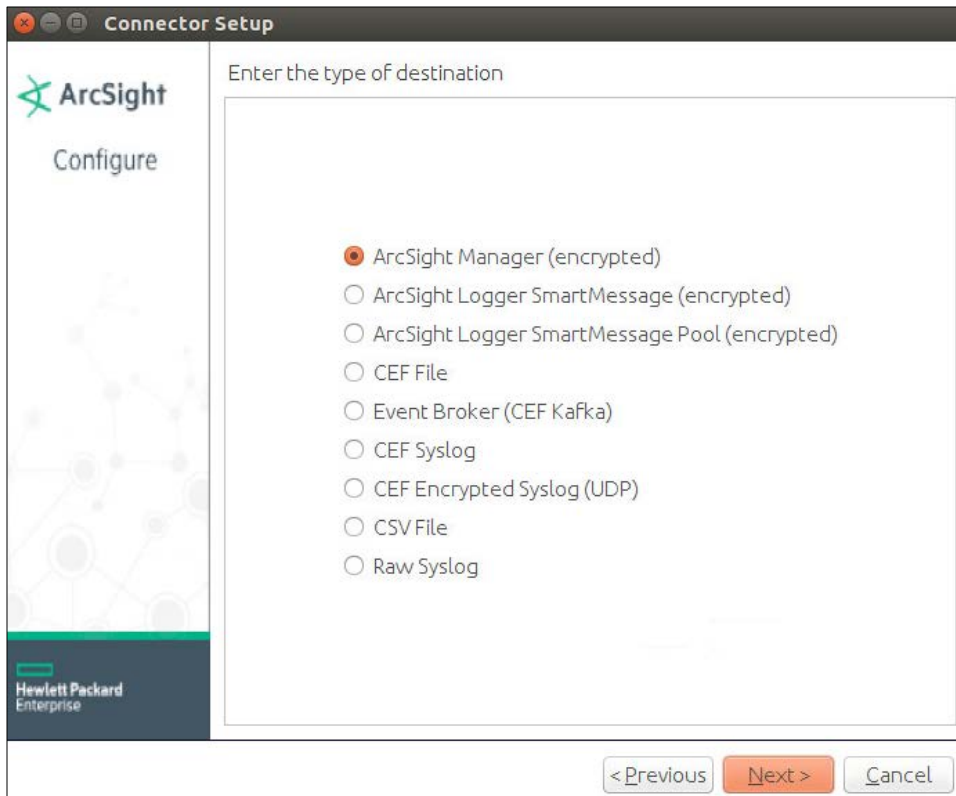 Connector Setup
ArcSight
Configure
Enter the type of destination
ArcSight Manager (encrypted)
ArcSight Logger SmartMessage (encrypted)
ArcSight Logger SmartMessage Pool (encrypted)
CEF File
Event Broker (CEF Kafka)
CEF Syslog
CEF Encrypted Syslog (UDP)
CSV File
Raw Syslog
Hewlett Packard
Enterprise
< Previous
Next >
Cancel